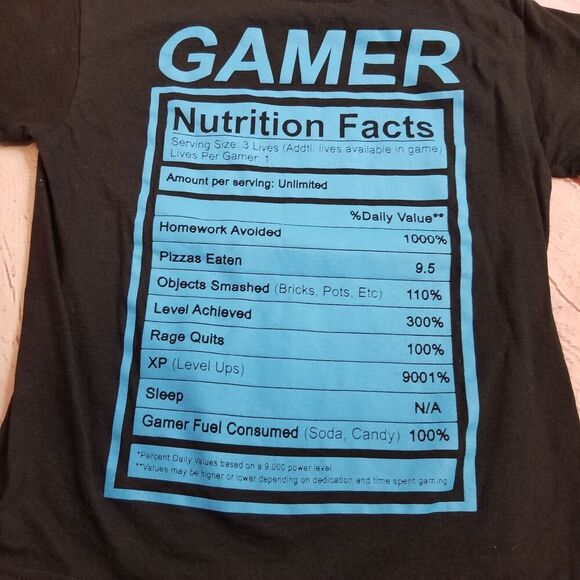 GAMER
Nutrition Facts
Serving Size: 3 Lives (Addtl. lives available in game)
Lives Per Gamer: 1
Amount per serving: Unlimited
%Daily Value**
Homework Avoided 1000%
Pizzas Eaten 9.5
Objects Smashed (Bricks, Pots, Etc) 110%
Level Achieved 300%
Rage Quits 100%
XP (Level Ups) 9001%
Sleep N/A
Gamer Fuel Consumed (Soda, Candy) 100%
*Percent Daily Values based on a 9,000 power level
**Values may be higher or lower depending on dedication and time spent gaming